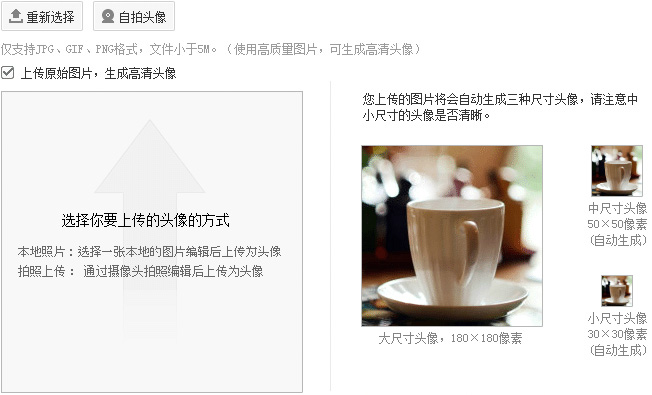 重新选择
自拍头像
仅支持JPG、GIF、PNG格式，文件小于5M。（使用高质量图片，可生成高清头像）
上传原始图片，生成高清头像
选择你要上传的头像的方式
本地照片：选择一张本地的图片编辑后上传为头像
拍照上传： 通过摄像头拍照编辑后上传为头像
您上传的图片将会自动生成三种尺寸头像，请注意中
小尺寸的头像是否清晰。
大尺寸头像，180×180像素
中尺寸头像
50×50像素
(自动生成)
小尺寸头像
30×30像素
(自动生成)